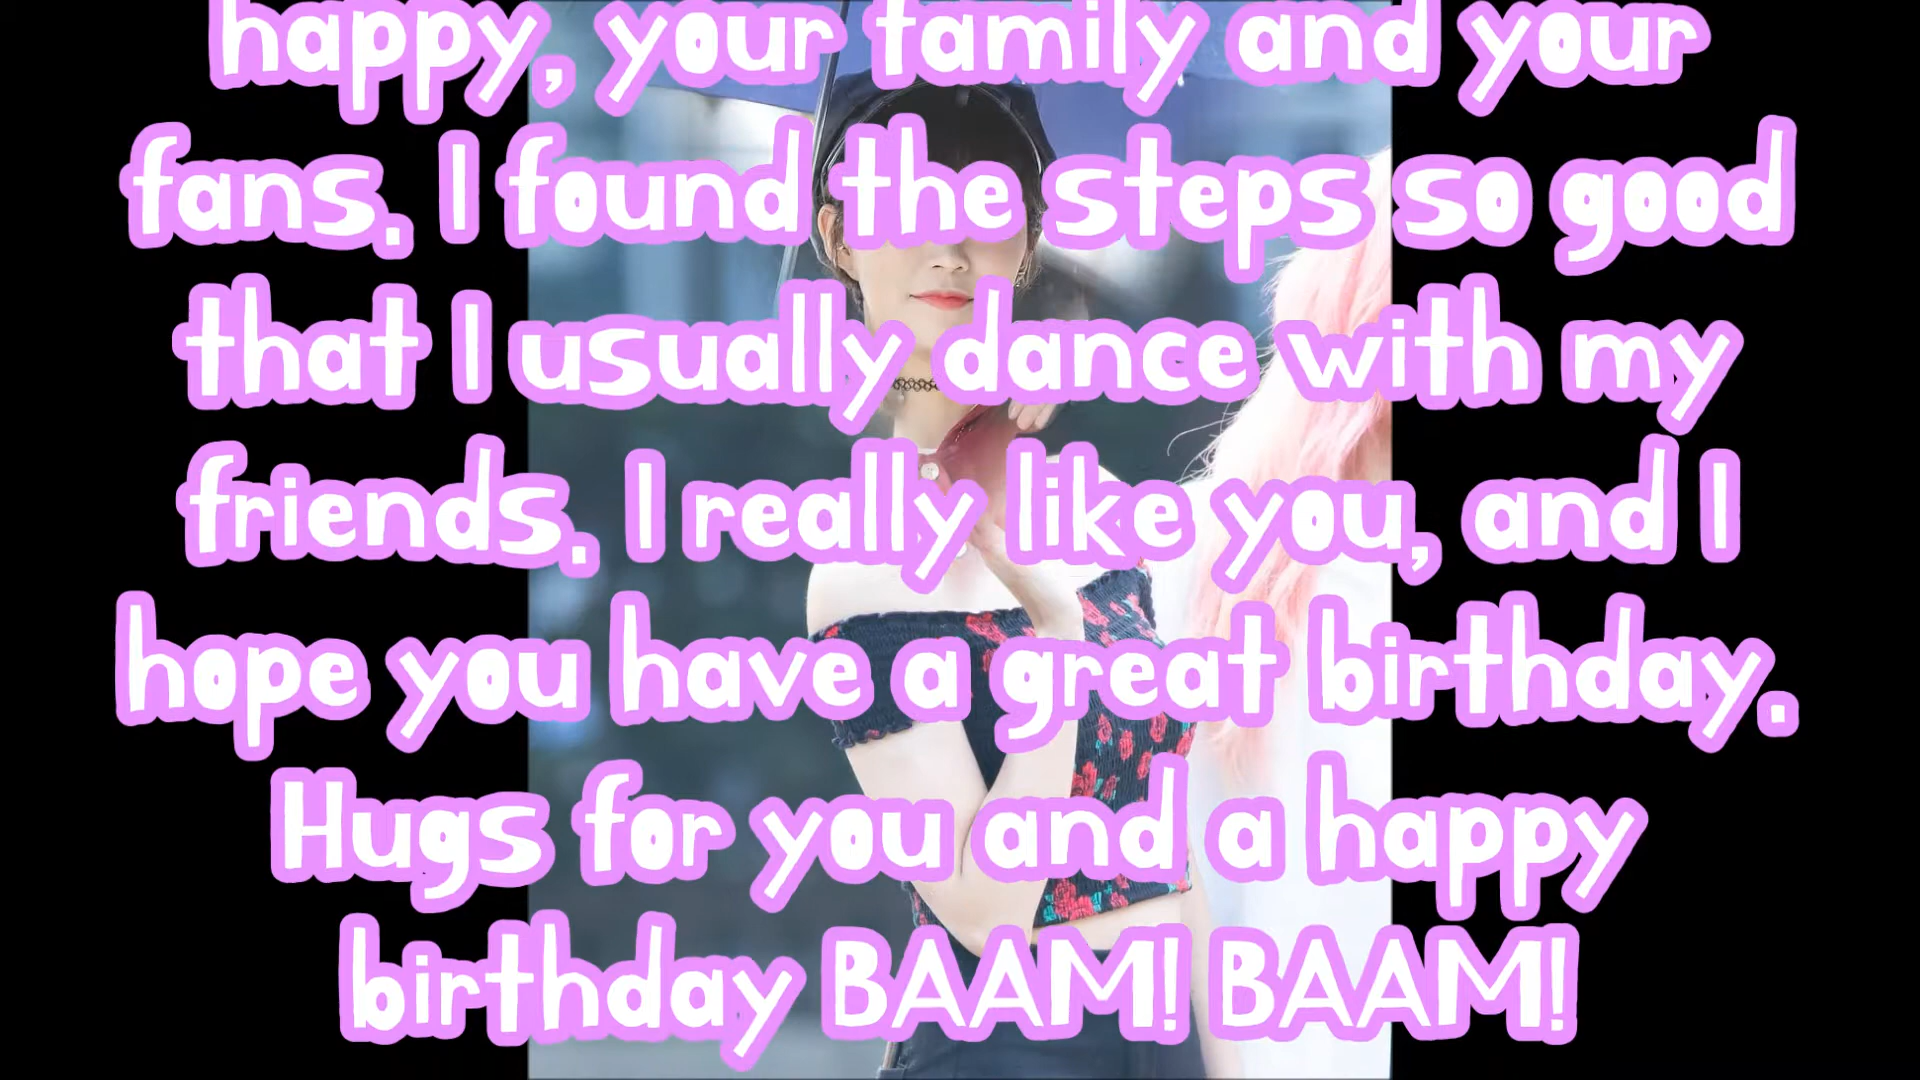 happy, your family and your
fans. I found the steps so good
that I usually dance with my
friends. I really like you, and I
hope you have a great birthday.
Hugs for you and a happy
birthday BAAM! BAAM!